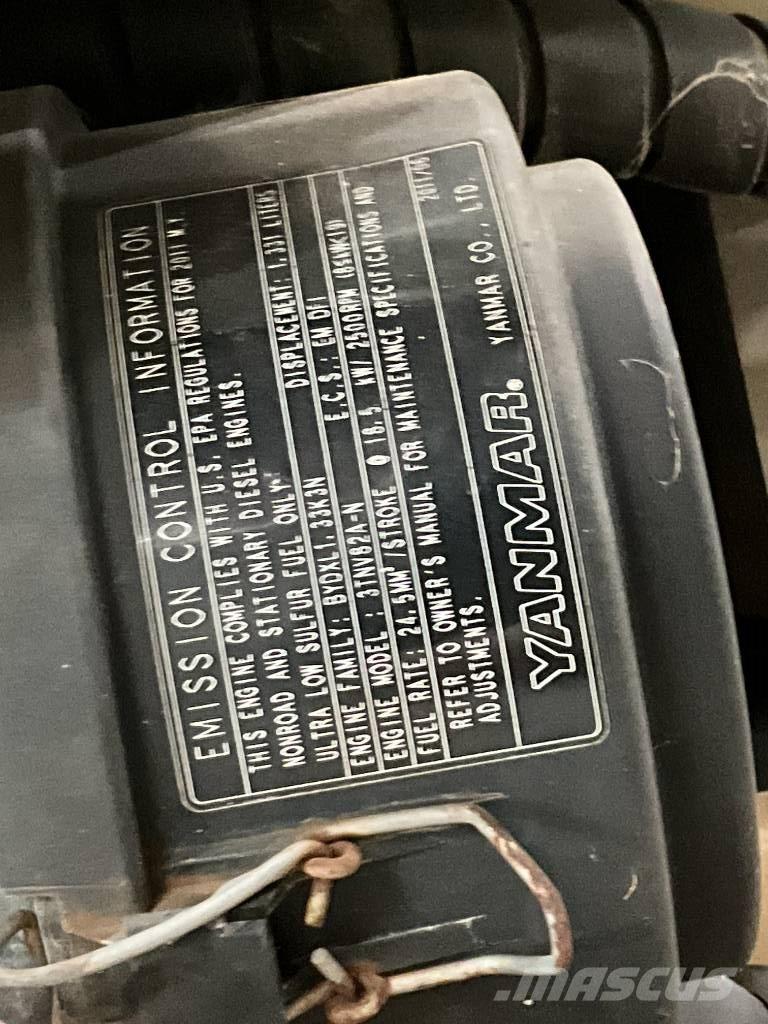 EMISSION CONTROL INFORMATION
THIS ENGINE COMPLIES WITH U.S. EPA REGULATIONS FOR 2011 M.Y.
NONROAD AND STATIONARY DIESEL ENGINES.
ULTRA LOW SULFUR FUEL ONLY. DISPLACEMENT: 1.331 LITERS
ENGINE FAMILY: BYDXL1.33K3N E.C.S.: EM DFI
ENGINE MODEL : 3TNV82A-N
FUEL RATE: 24.5MM³/STROKE @ 18.5 kW/ 2500RPM
REFER TO OWNER'S MANUAL FOR MAINTENANCE SPECIFICATIONS AND
ADJUSTMENTS. 2011/06
YANMAR. YANMAR CO., LTD.
MASCUS